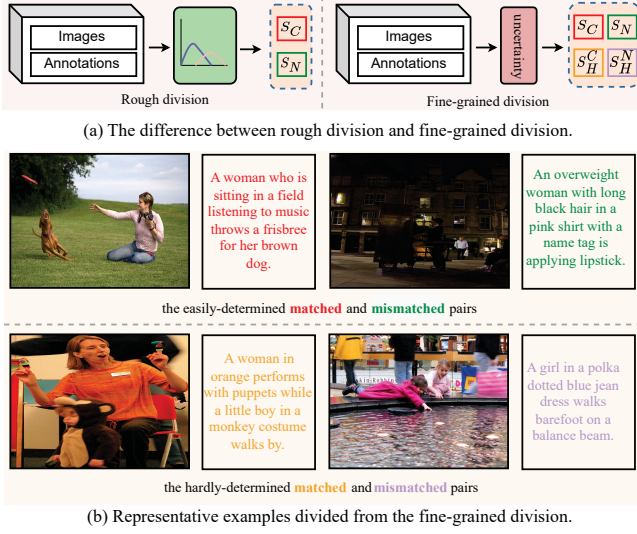 Images
Annotations
S_C
S_N
Rough division
Images
Annotations
uncertainty
S_C
S_N
S_H^C
S_H^N
Fine-grained division
(a) The difference between rough division and fine-grained division.
A woman who is
sitting in a field
listening to music
throws a frisbree
for her brown
dog.
An overweight
woman with long
black hair in a
pink shirt with a
name tag is
applying lipstick.
the easily-determined matched and mismatched pairs
A woman in
orange performs
with puppets while
a little boy in a
monkey costume
walks by.
A girl in a polka
dotted blue jean
dress walks
barefoot on a
balance beam.
the hardly-determined matched and mismatched pairs
(b) Representative examples divided from the fine-grained division.